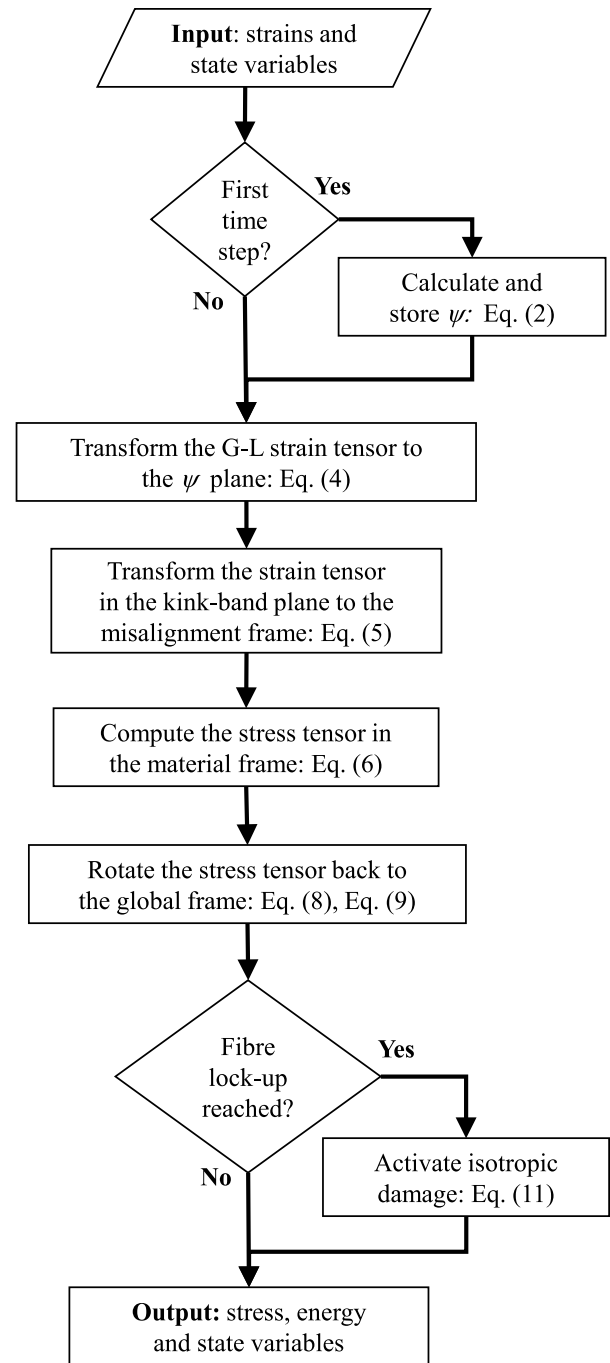 Input: strains and
state variables
First
time
step?
Yes
No
Calculate and
store ψ: Eq. (2)
Transform the G-L strain tensor to
the ψ plane: Eq. (4)
Transform the strain tensor
in the kink-band plane to the
misalignment frame: Eq. (5)
Compute the stress tensor in
the material frame: Eq. (6)
Rotate the stress tensor back to
the global frame: Eq. (8), Eq. (9)
Fibre
lock-up
reached?
Yes
No
Activate isotropic
damage: Eq. (11)
Output: stress, energy
and state variables